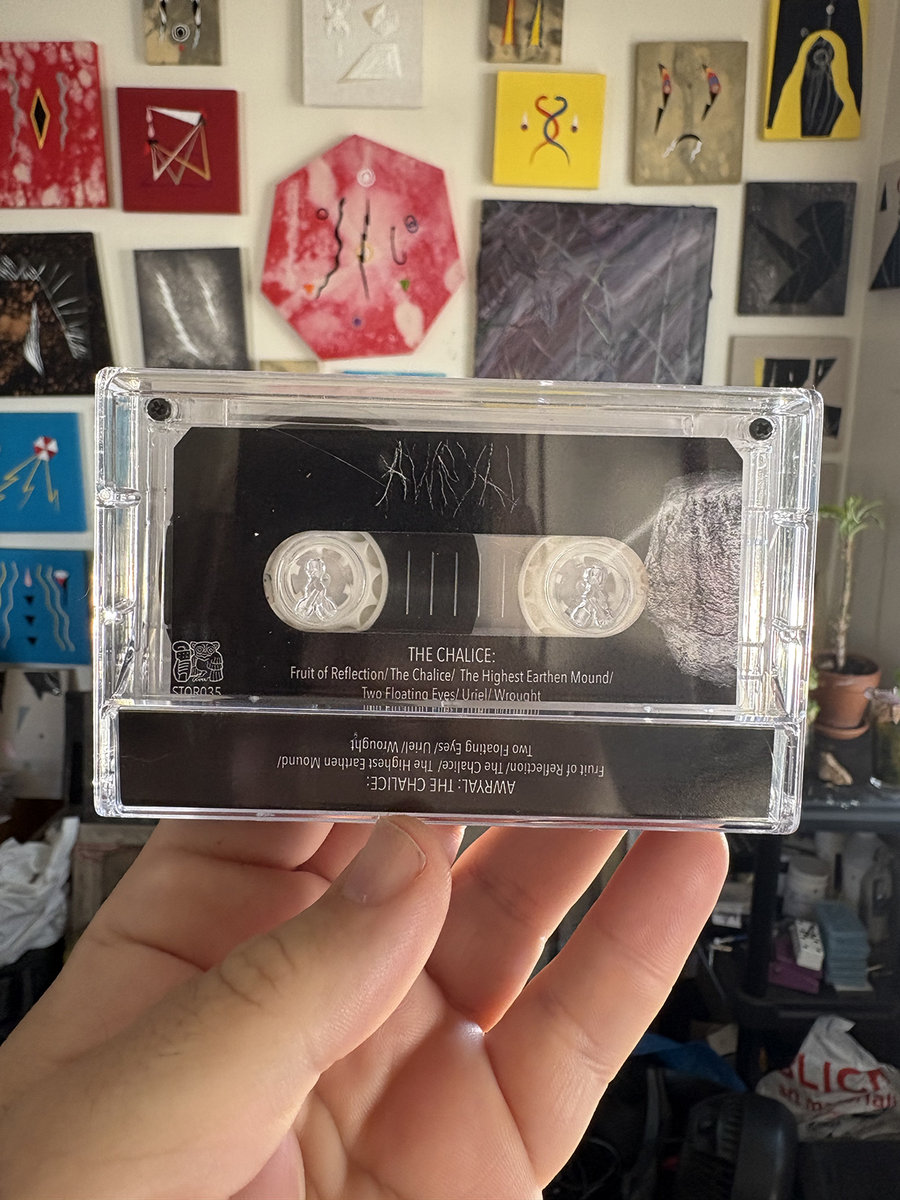 AWRYAL
THE CHALICE:
Fruit of Reflection/ The Chalice/ The Highest Earthen Mound/
Two Floating Eyes/ Uriel/ Wrought
STOR035
AWRYAL: THE CHALICE:
Fruit of Reflection/ The Chalice/ The Highest Earthen Mound/
Two Floating Eyes/ Uriel/ Wrought